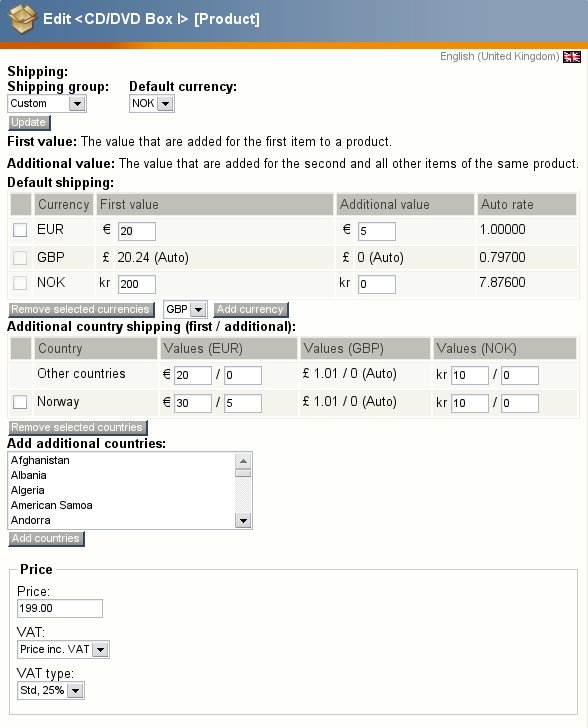 Edit <CD/DVD Box I> [Product]
English (United Kingdom)
Shipping:
Shipping group: Default currency:
Custom NOK
Update
First value: The value that are added for the first item to a product.
Additional value: The value that are added for the second and all other items of the same product.
Default shipping:
Currency First value Additional value Auto rate
EUR € 20 € 5 1.00000
GBP £ 20.24 (Auto) £ 0 (Auto) 0.79700
NOK kr 200 kr 0 7.87600
Remove selected currencies GBP Add currency
Additional country shipping (first / additional):
Country Values (EUR) Values (GBP) Values (NOK)
Other countries € 20 / 0 £ 1.01 / 0 (Auto) kr 10 / 0
Norway € 30 / 5 £ 1.01 / 0 (Auto) kr 10 / 0
Remove selected countries
Add additional countries:
Afghanistan
Albania
Algeria
American Samoa
Andorra
Add countries
Price
Price:
199.00
VAT:
Price inc. VAT
VAT type:
Std, 25%